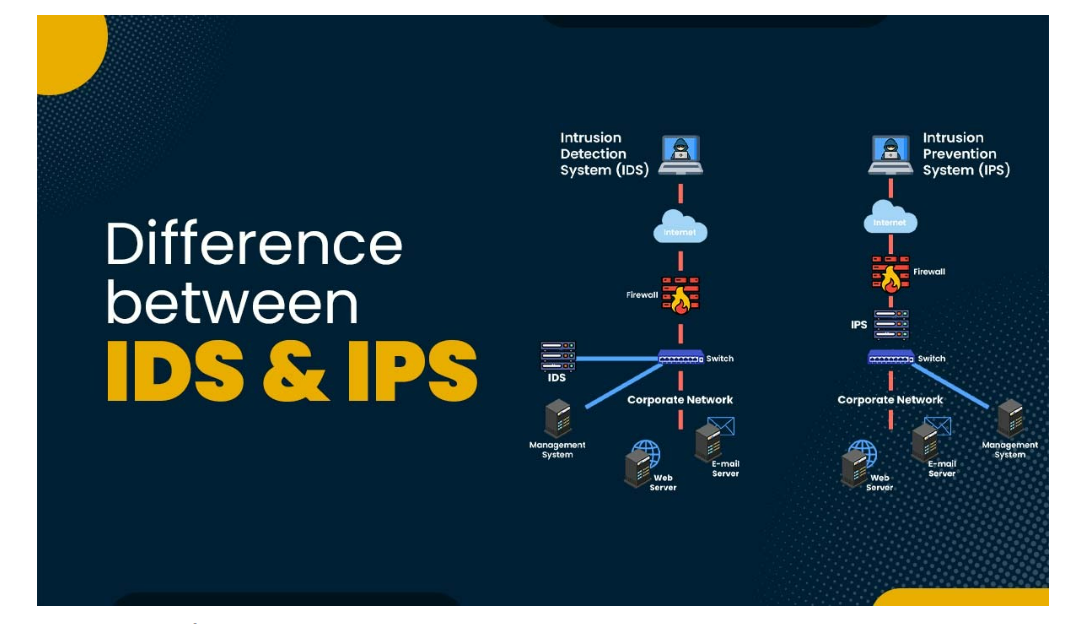 Difference
between
IDS & IPS
Intrusion
Detection
System (IDS)
Internet
Firewall
IDS
Switch
Corporate Network
Management
System
Web
Server
E-mail
Server
Intrusion
Prevention
System (IPS)
Internet
Firewall
IPS
Switch
Corporate Network
Web
Server
E-mail
Server
Management
System